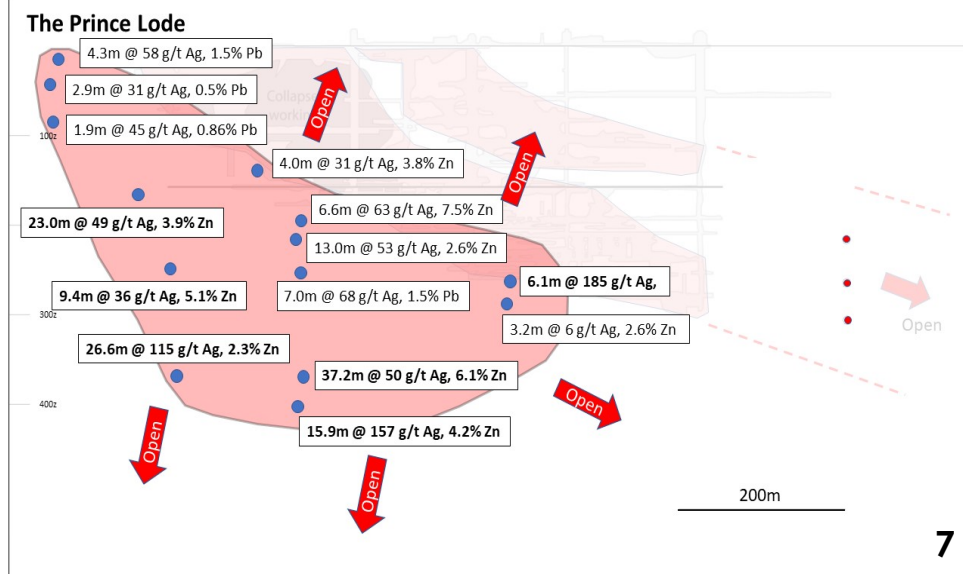 The Prince Lode
4.3m @ 58 g/t Ag, 1.5% Pb
2.9m @ 31 g/t Ag, 0.5% Pb
Collapse
working
Open
1.9m @ 45 g/t Ag, 0.86% Pb
100z
4.0m @ 31 g/t Ag, 3.8% Zn
Open
6.6m @ 63 g/t Ag, 7.5% Zn
23.0m @ 49 g/t Ag, 3.9% Zn
13.0m @ 53 g/t Ag, 2.6% Zn
6.1m @ 185 g/t Ag,
9.4m @ 36 g/t Ag, 5.1% Zn
7.0m @ 68 g/t Ag, 1.5% Pb
300z
3.2m @ 6 g/t Ag, 2.6% Zn
Open
26.6m @ 115 g/t Ag, 2.3% Zn
37.2m @ 50 g/t Ag, 6.1% Zn
400z
Open
15.9m @ 157 g/t Ag, 4.2% Zn
Open
Open
200m
7